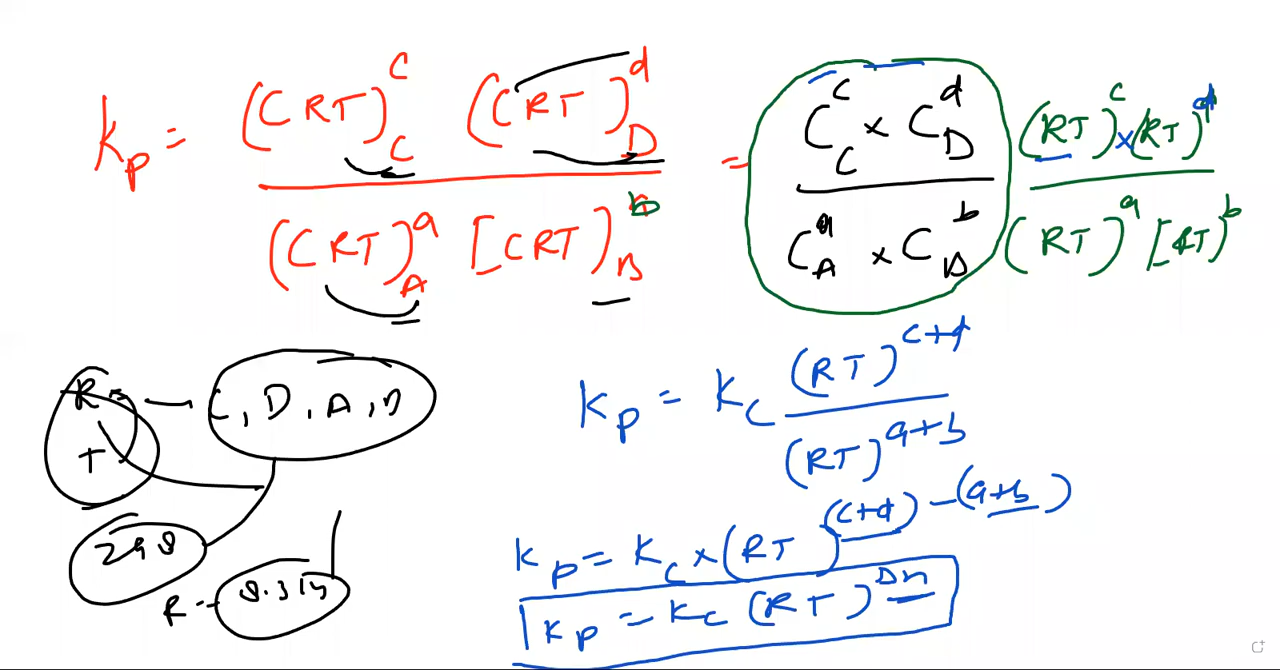 kp = (CRT)^c_C (CRT)^d_D / (CRT)^a_A [CRT)^b_B = C^c_C × C^d_D / C^a_A × C^b_B (RT)^c × (RT)^d / (RT)^a [RT)^b
kp = Kc (RT)^c+d / (RT)^a+b
R — C, D, A, B
T
298
R = 8.314
kp = Kc × (RT)^(c+d) - (a+b)
kp = Kc (RT)^Δn